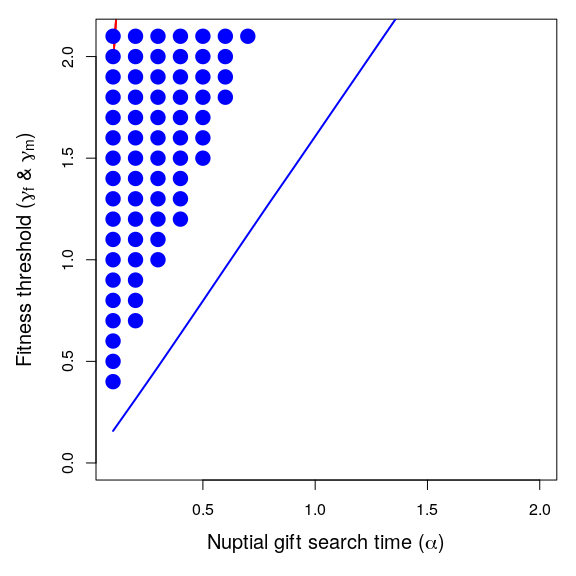 2.0
1.5
1.0
0.5
0.0
Fitness threshold (γf & γm)
0.5 1.0 1.5 2.0
Nuptial gift search time (α)